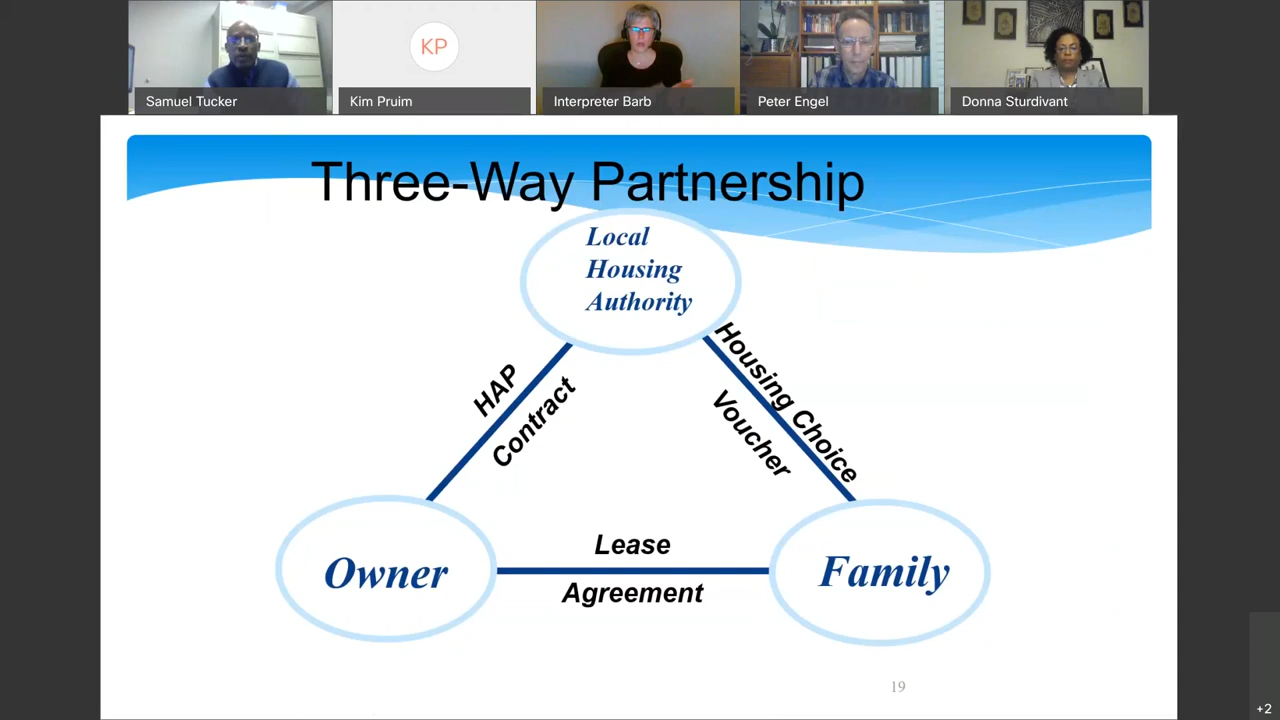 KP
Samuel Tucker
Kim Pruim
Interpreter Barb
Peter Engel
Donna Sturdivant
Three-Way Partnership
Local
Housing
Authority
HAP
Contract
Housing Choice
Voucher
Lease
Agreement
Owner
Family
19
+2